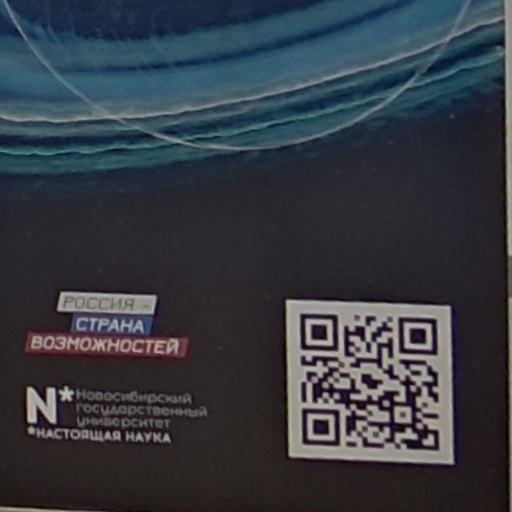 РОССИЯ –
СТРАНА
ВОЗМОЖНОСТЕЙ
N* Новосибирский
государственный
университет
*НАСТОЯЩАЯ НАУКА